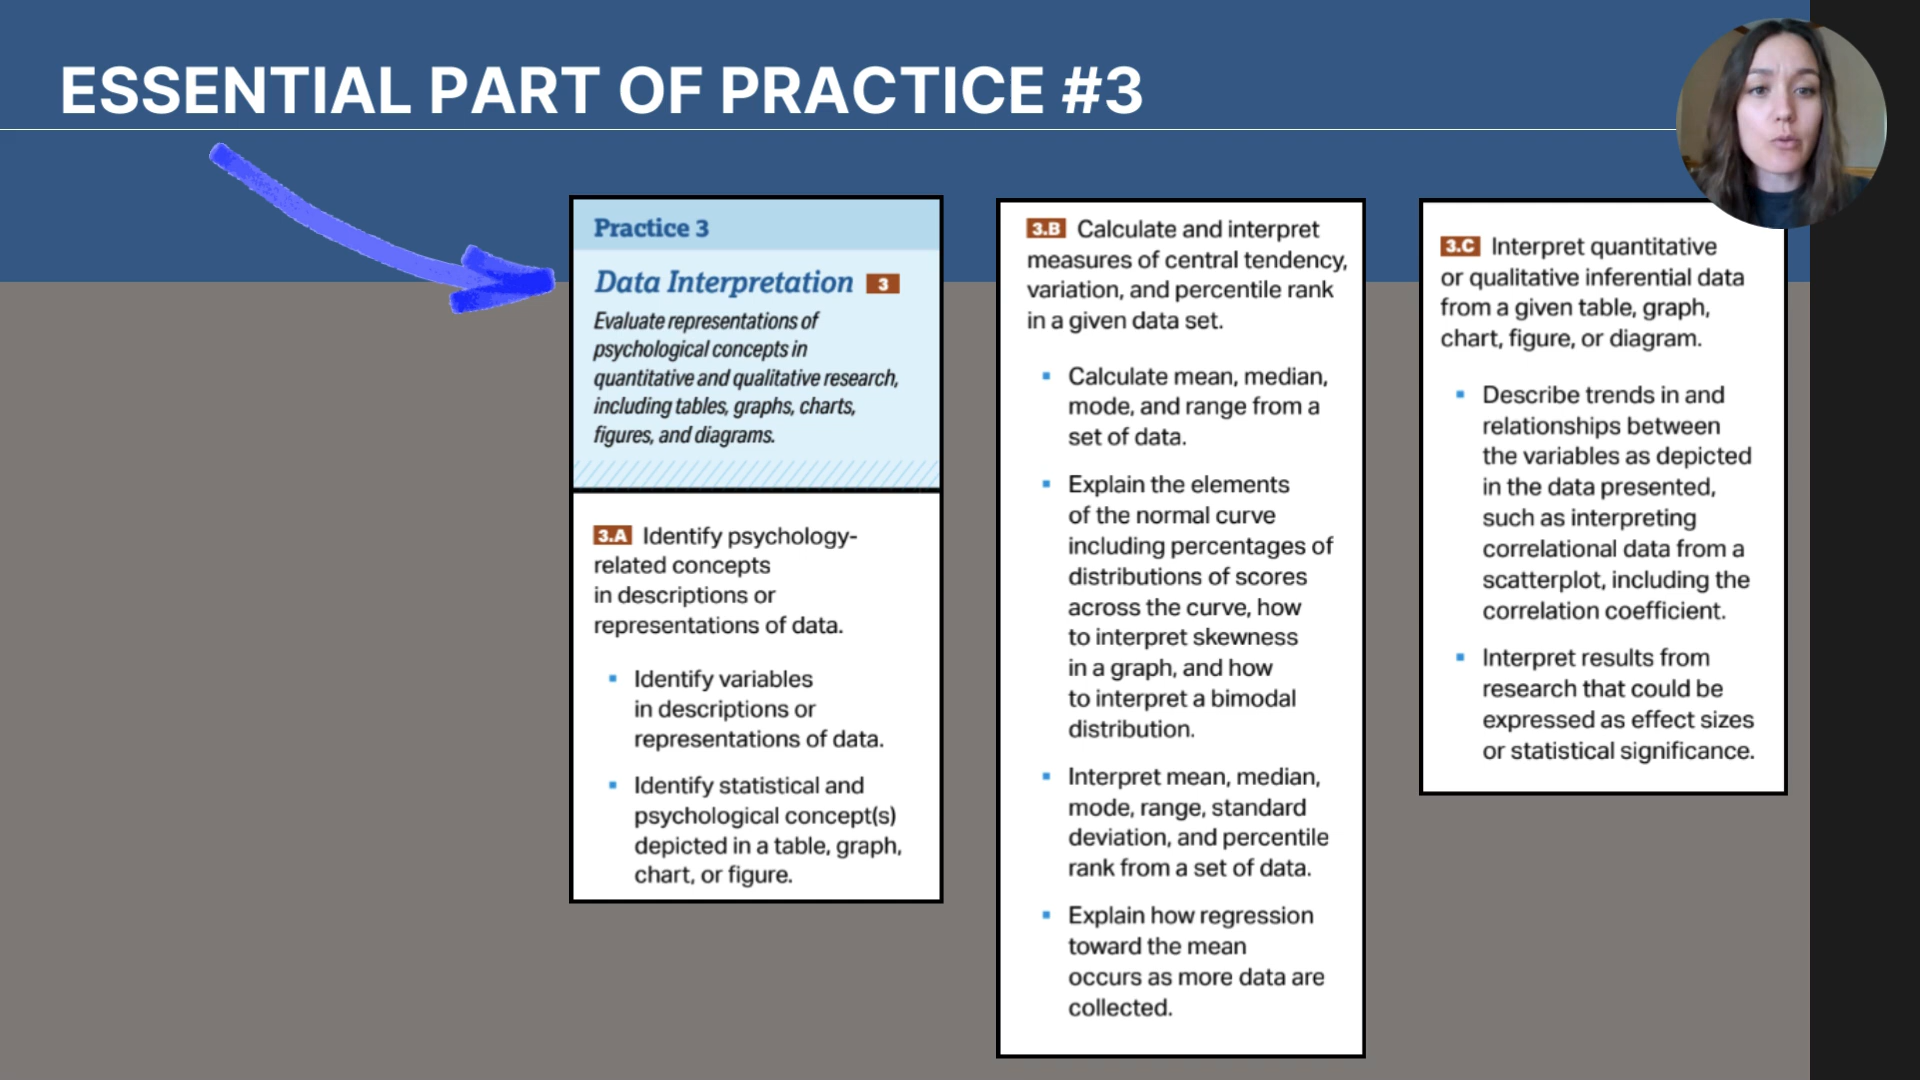 ESSENTIAL PART OF PRACTICE #3
Practice 3
Data Interpretation 3
Evaluate representations of
psychological concepts in
quantitative and qualitative research,
including tables, graphs, charts,
figures, and diagrams.
3.A Identify psychology-
related concepts
in descriptions or
representations of data.
▪ Identify variables
in descriptions or
representations of data.
▪ Identify statistical and
psychological concept(s)
depicted in a table, graph,
chart, or figure.
3.B Calculate and interpret
measures of central tendency,
variation, and percentile rank
in a given data set.
▪ Calculate mean, median,
mode, and range from a
set of data.
▪ Explain the elements
of the normal curve
including percentages of
distributions of scores
across the curve, how
to interpret skewness
in a graph, and how
to interpret a bimodal
distribution.
▪ Interpret mean, median,
mode, range, standard
deviation, and percentile
rank from a set of data.
▪ Explain how regression
toward the mean
occurs as more data are
collected.
3.C Interpret quantitative
or qualitative inferential data
from a given table, graph,
chart, figure, or diagram.
▪ Describe trends in and
relationships between
the variables as depicted
in the data presented,
such as interpreting
correlational data from a
scatterplot, including the
correlation coefficient.
▪ Interpret results from
research that could be
expressed as effect sizes
or statistical significance.